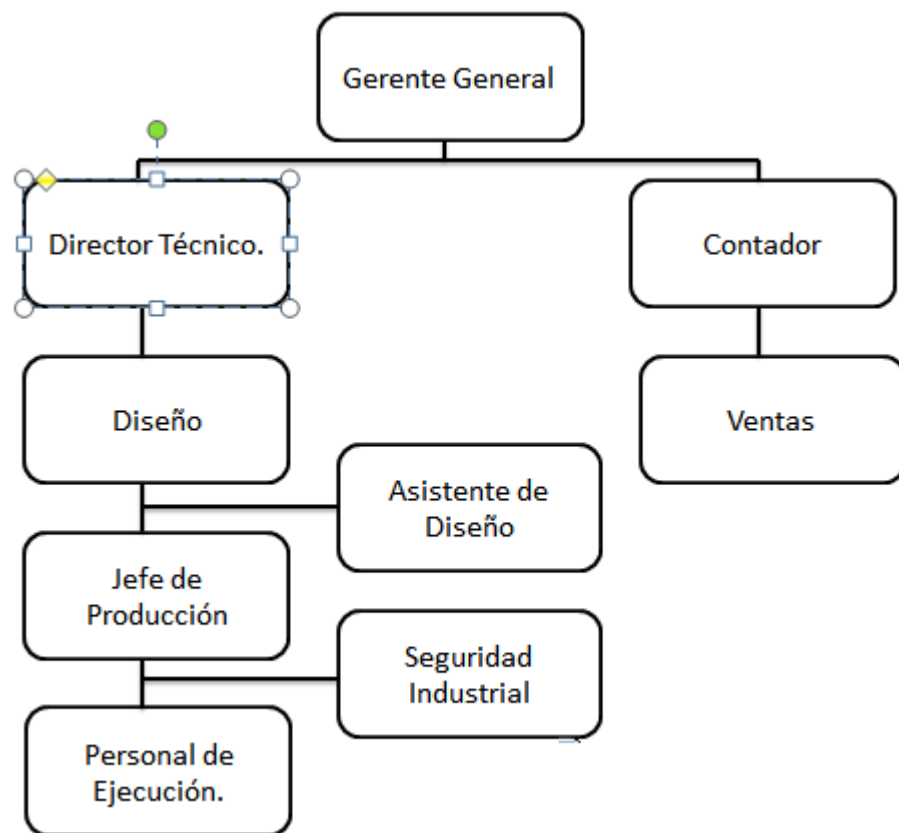 Gerente General
Director Técnico.
Contador
Diseño
Ventas
Asistente de
Diseño
Jefe de
Producción
Seguridad
Industrial
Personal de
Ejecución.